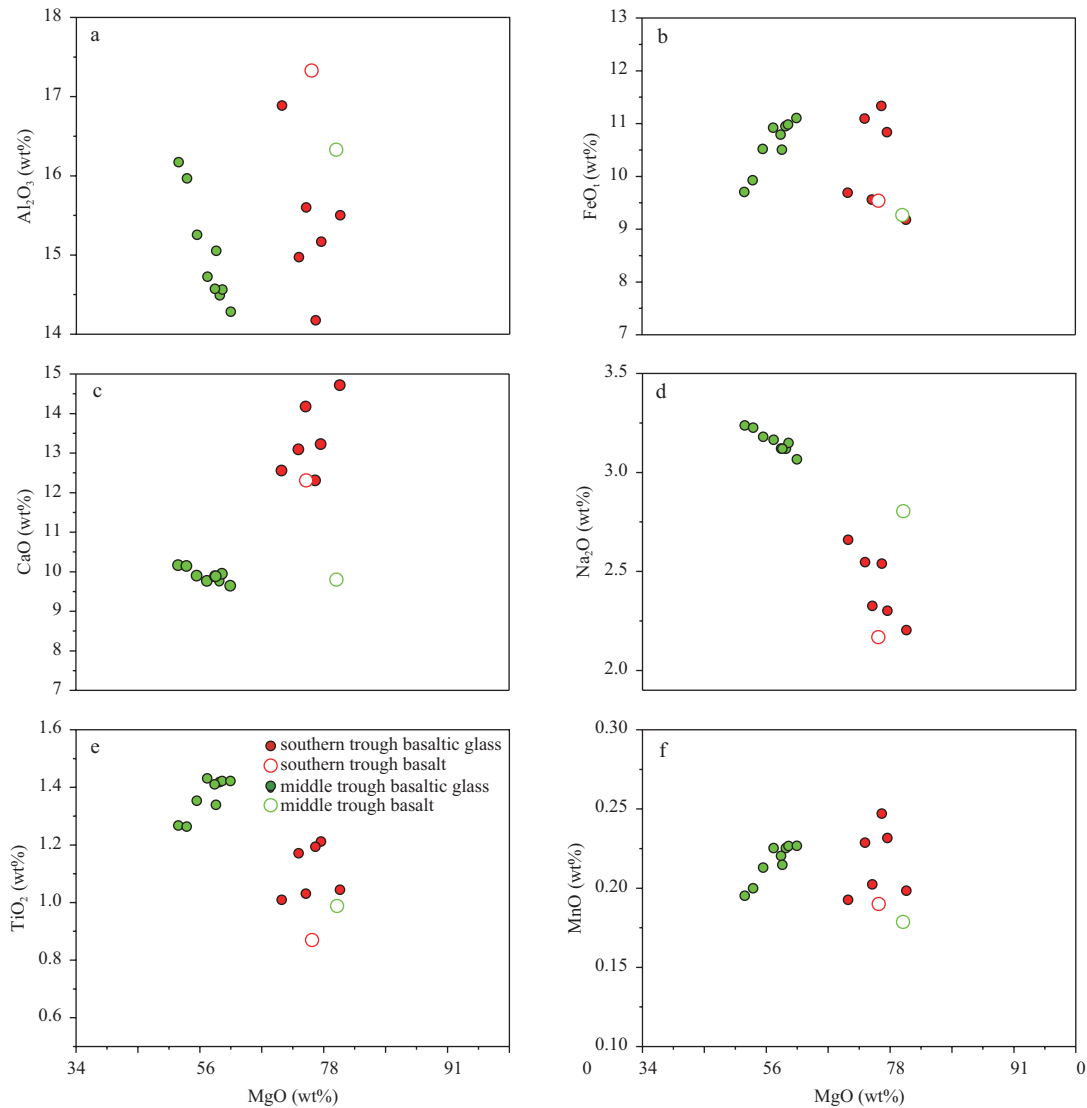 a
18
17
16
15
14
Al₂O₃ (wt%)
b
13
12
11
10
9
8
7
FeOₜ (wt%)
c
15
14
13
12
11
10
9
8
7
CaO (wt%)
d
3.5
3.0
2.5
2.0
Na₂O (wt%)
e
1.6
1.4
1.2
1.0
0.8
0.6
TiO₂ (wt%)
southern trough basaltic glass
southern trough basalt
middle trough basaltic glass
middle trough basalt
34 56 78 91 0
MgO (wt%)
f
0.30
0.25
0.20
0.15
0.10
MnO (wt%)
34 56 78 91 0
MgO (wt%)